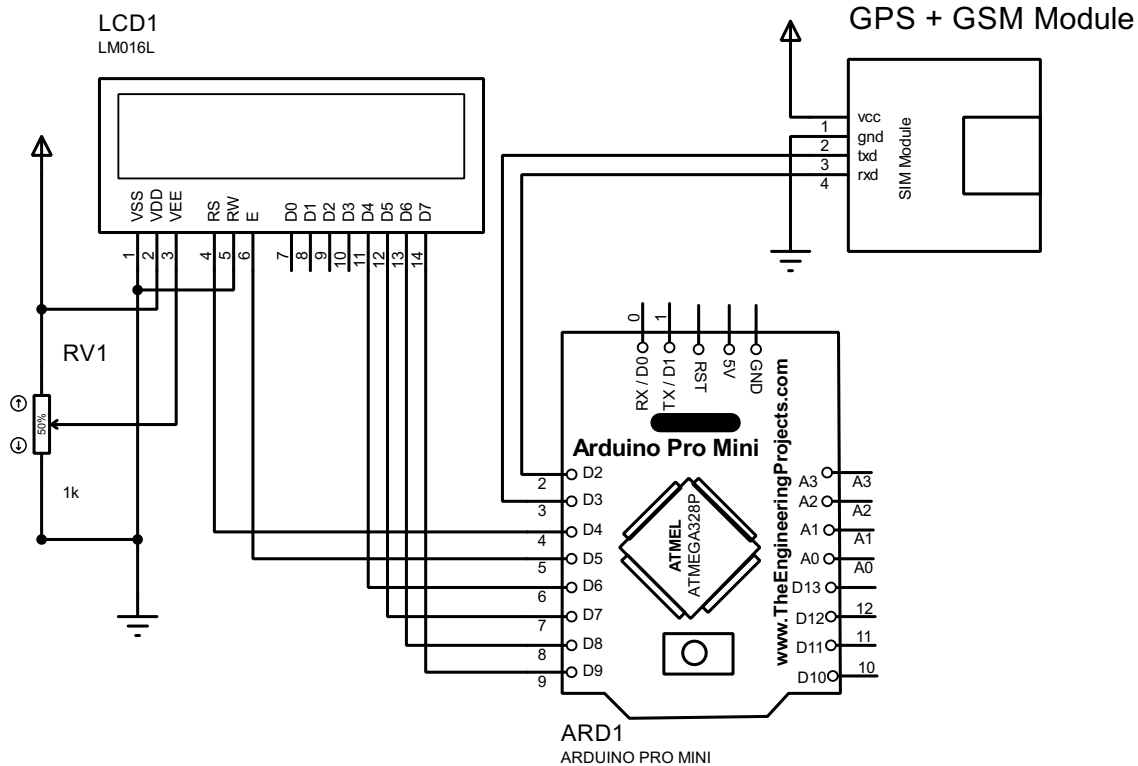 LCD1
LM016L
VSS
VDD
VEE
RS
RW
E
D0
D1
D2
D3
D4
D5
D6
D7
1
2
3
4
5
6
7
8
9
10
11
12
13
14
RV1
50%
1k
GPS + GSM Module
vcc
gnd
txd
rxd
1
2
3
4
SIM Module
0
1
RX / D0
TX / D1
RST
5V
GND
Arduino Pro Mini
www.TheEngineeringProjects.com
ATMEL
ATMEGA328P
D2
D3
D4
D5
D6
D7
D8
D9
2
3
4
5
6
7
8
9
A3
A2
A1
A0
D13
D12
D11
D10
A3
A2
A1
A0
12
11
10
ARD1
ARDUINO PRO MINI